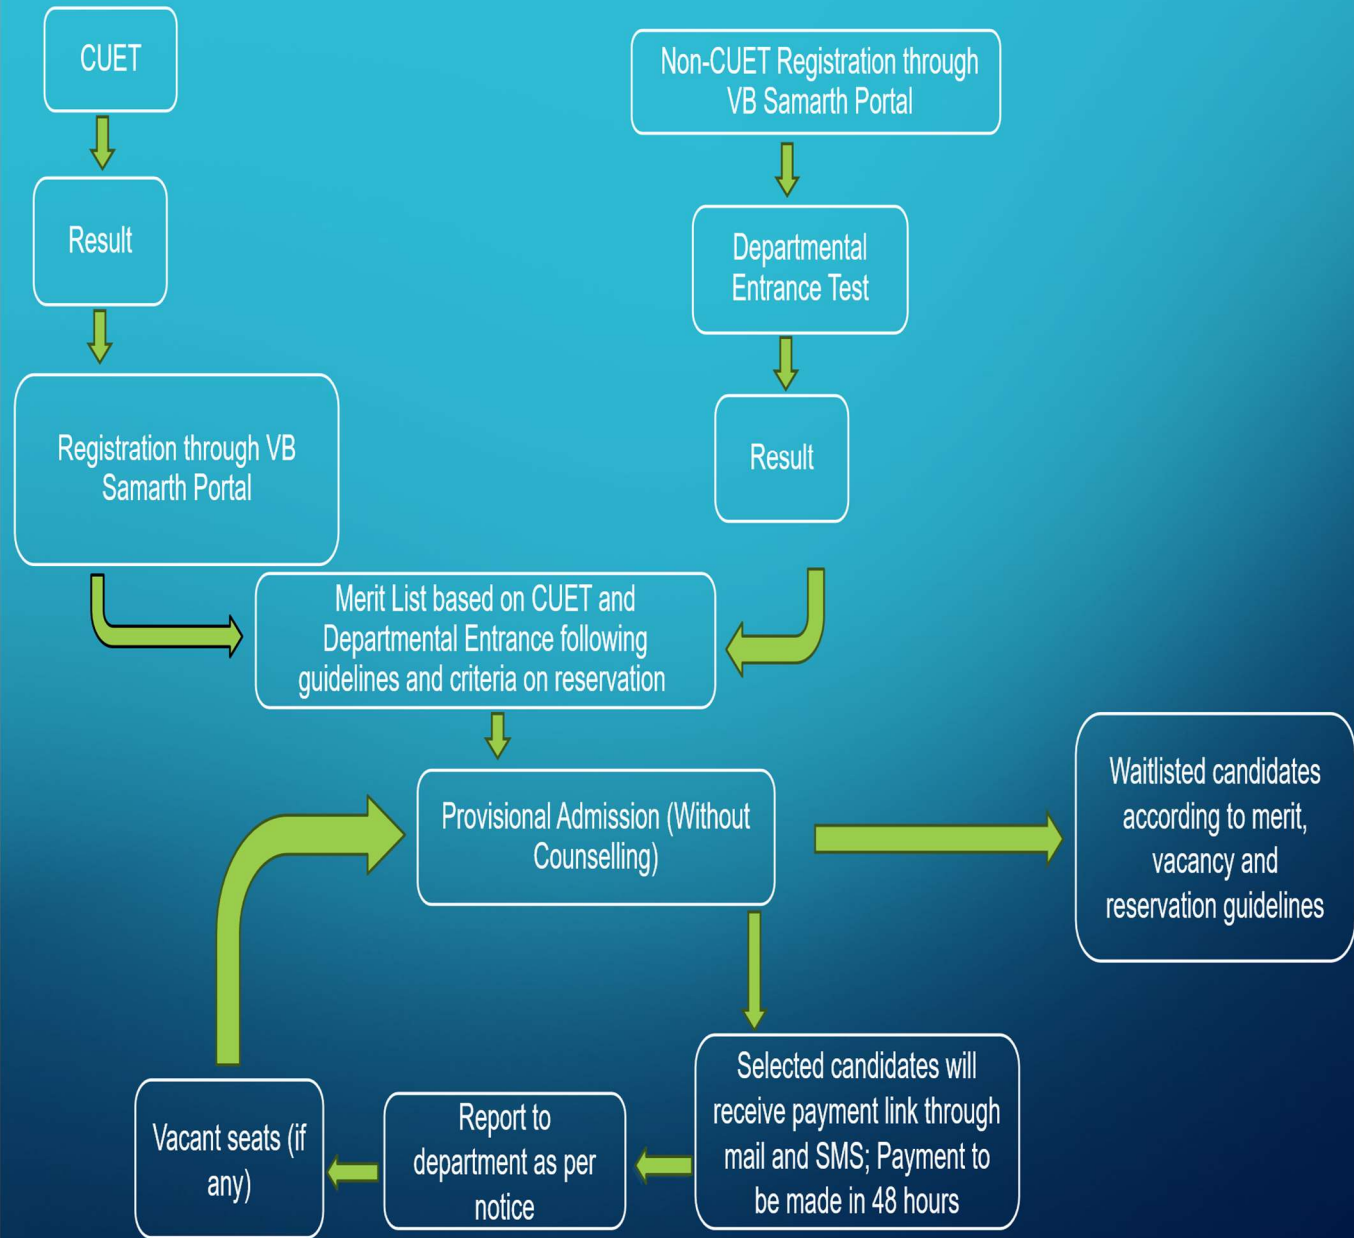 CUET
Result
Registration through VB
Samarth Portal
Non-CUET Registration through
VB Samarth Portal
Departmental
Entrance Test
Result
Merit List based on CUET and
Departmental Entrance following
guidelines and criteria on reservation
Provisional Admission (Without
Counselling)
Waitlisted candidates
according to merit,
vacancy and
reservation guidelines
Selected candidates will
receive payment link through
mail and SMS; Payment to
be made in 48 hours
Report to
department as per
notice
Vacant seats (if
any)